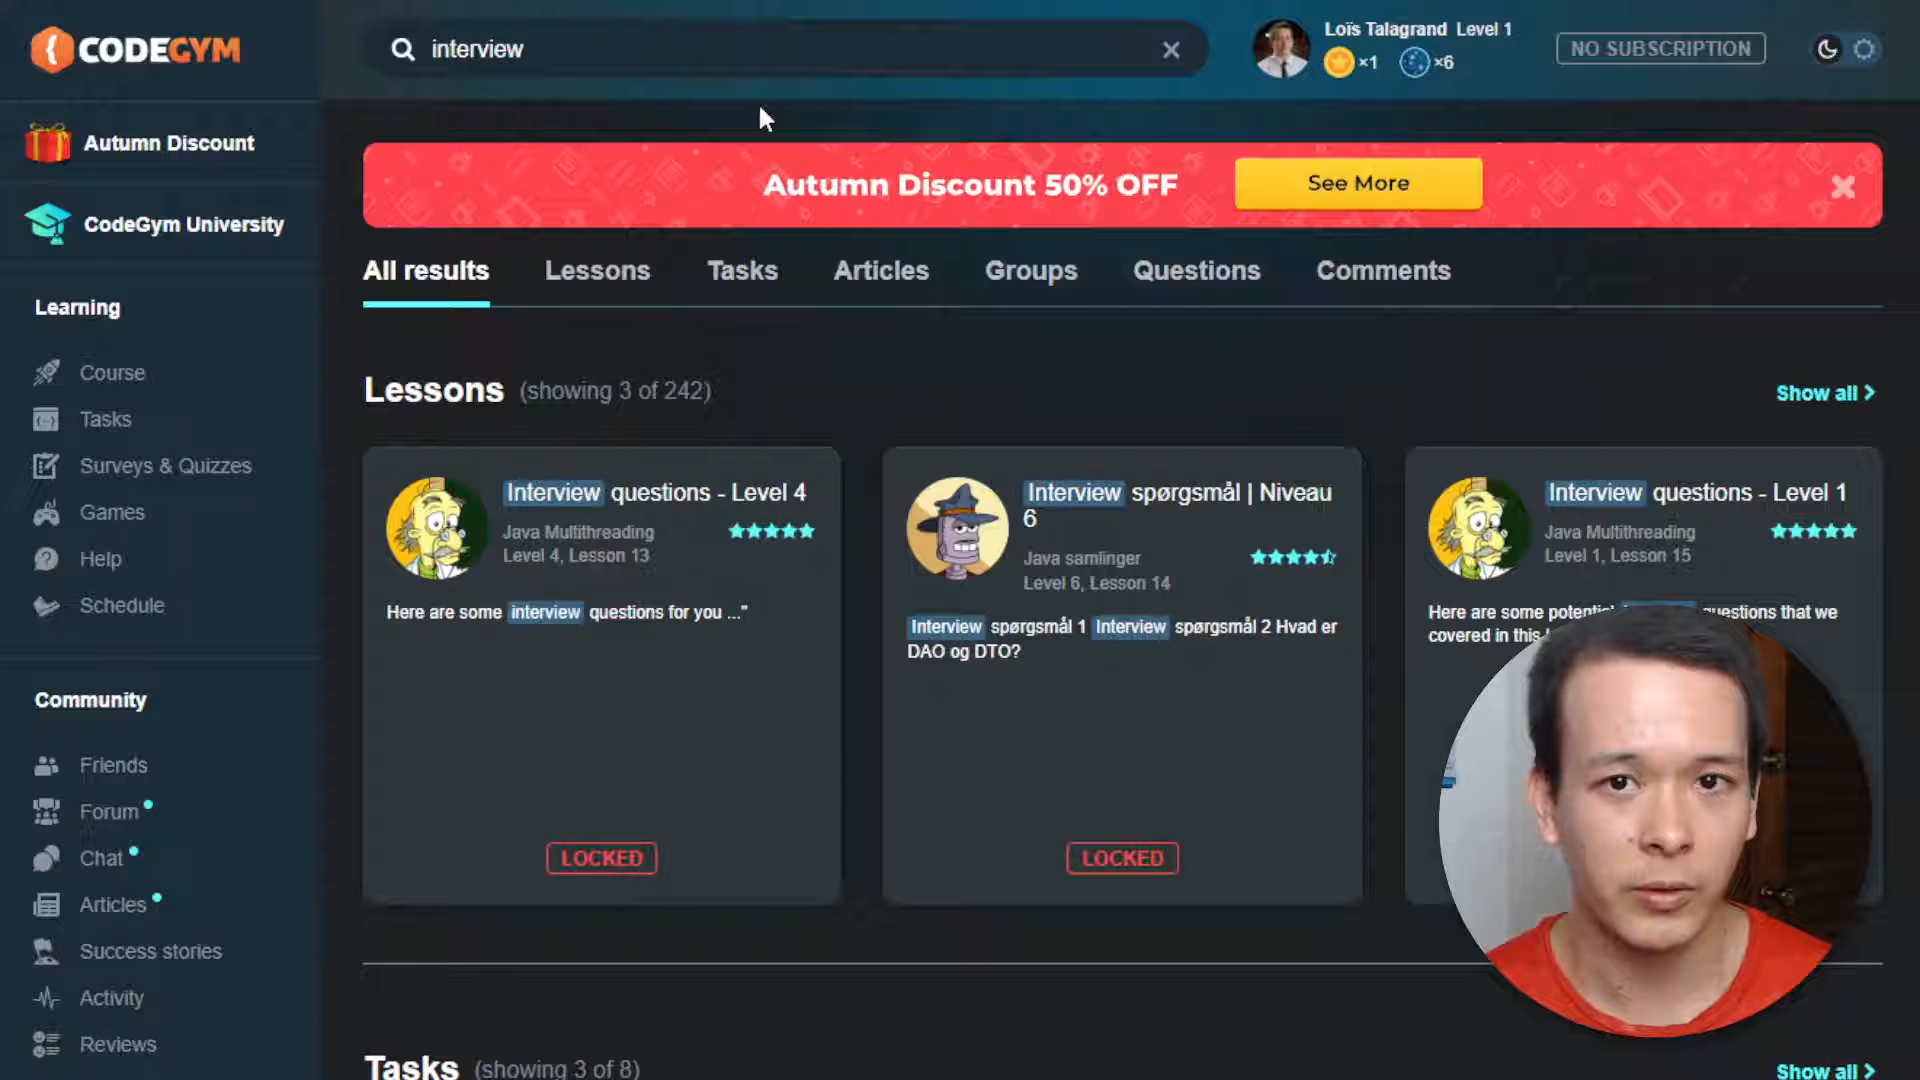 CODEGYM
interview
Loïs Talagrand Level 1
×1 ×6
NO SUBSCRIPTION
Autumn Discount
CodeGym University
Autumn Discount 50% OFF
See More
All results
Lessons
Tasks
Articles
Groups
Questions
Comments
Learning
Course
Tasks
Surveys & Quizzes
Games
Help
Schedule
Community
Friends
Forum
Chat
Articles
Success stories
Activity
Reviews
Lessons (showing 3 of 242)
Show all
Interview questions - Level 4
Java Multithreading
Level 4, Lesson 13
Here are some interview questions for you ..."
LOCKED
Interview spørgsmål | Niveau
6
Java samlinger
Level 6, Lesson 14
Interview spørgsmål 1 Interview spørgsmål 2 Hvad er
DAO og DTO?
LOCKED
Interview questions - Level 1
Java Multithreading
Level 1, Lesson 15
Here are some questions that we
covered in this
Tasks (showing 3 of 8)
Show all